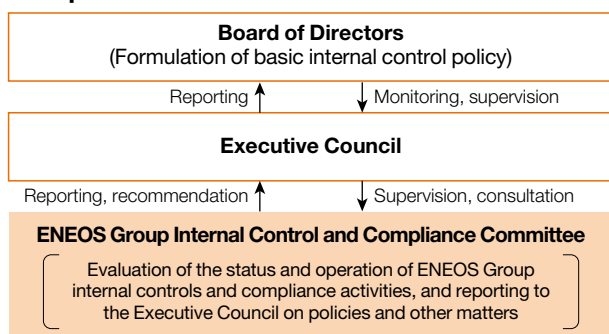 Board of Directors
(Formulation of basic internal control policy)
Reporting
Monitoring, supervision
Executive Council
Reporting, recommendation
Supervision, consultation
ENEOS Group Internal Control and Compliance Committee
Evaluation of the status and operation of ENEOS Group
internal controls and compliance activities, and reporting to
the Executive Council on policies and other matters